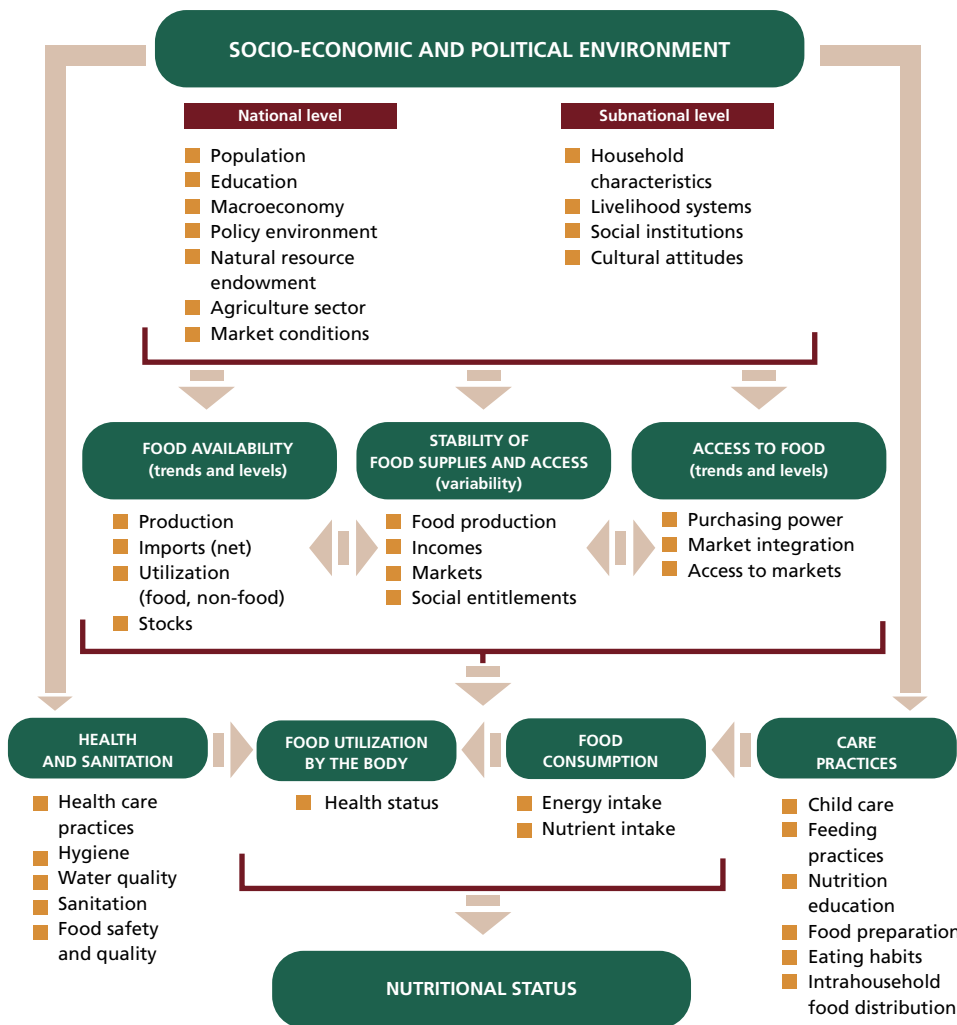 SOCIO-ECONOMIC AND POLITICAL ENVIRONMENT
National level
Population
Education
Macroeconomy
Policy environment
Natural resource
endowment
Agriculture sector
Market conditions
Subnational level
Household
characteristics
Livelihood systems
Social institutions
Cultural attitudes
FOOD AVAILABILITY
(trends and levels)
Production
Imports (net)
Utilization
(food, non-food)
Stocks
STABILITY OF
FOOD SUPPLIES AND ACCESS
(variability)
Food production
Incomes
Markets
Social entitlements
ACCESS TO FOOD
(trends and levels)
Purchasing power
Market integration
Access to markets
HEALTH
AND SANITATION
Health care
practices
Hygiene
Water quality
Sanitation
Food safety
and quality
FOOD UTILIZATION
BY THE BODY
Health status
FOOD
CONSUMPTION
Energy intake
Nutrient intake
CARE
PRACTICES
Child care
Feeding
practices
Nutrition
education
Food preparation
Eating habits
Intrahousehold
food distribution
NUTRITIONAL STATUS